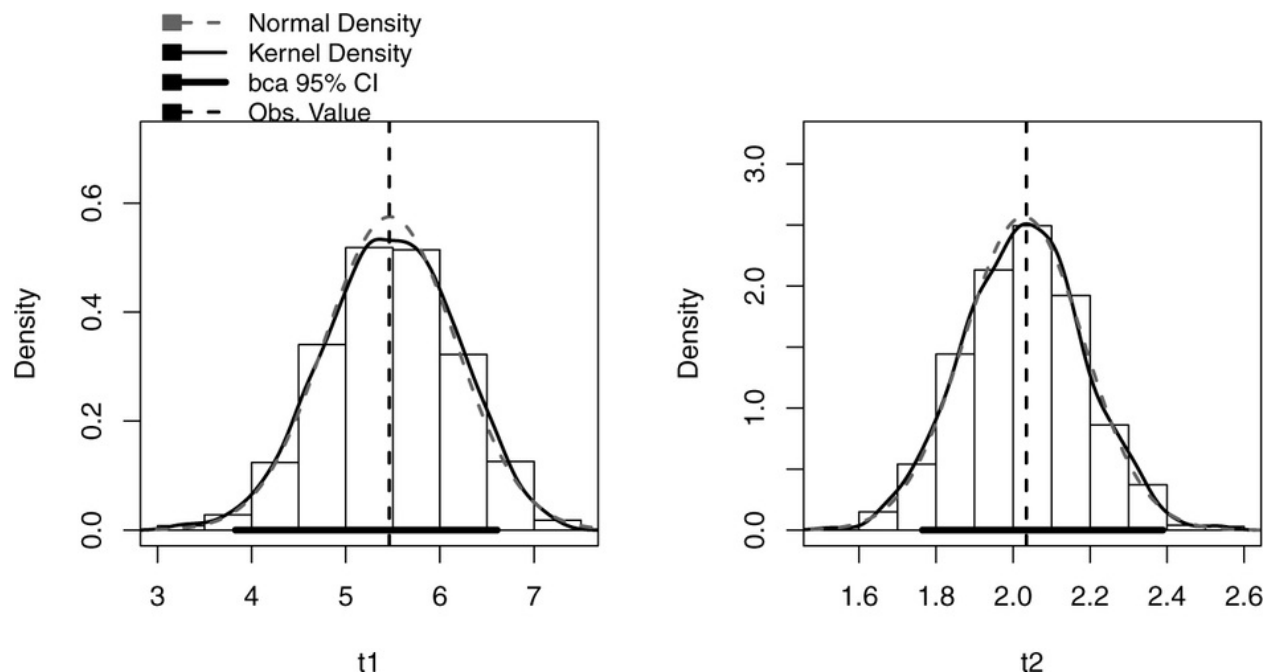 Normal Density
Kernel Density
bca 95% CI
Obs. Value
Density
0.6
0.4
0.2
0.0
3 4 5 6 7
t1
Density
3.0
2.0
1.0
0.0
1.6 1.8 2.0 2.2 2.4 2.6
t2